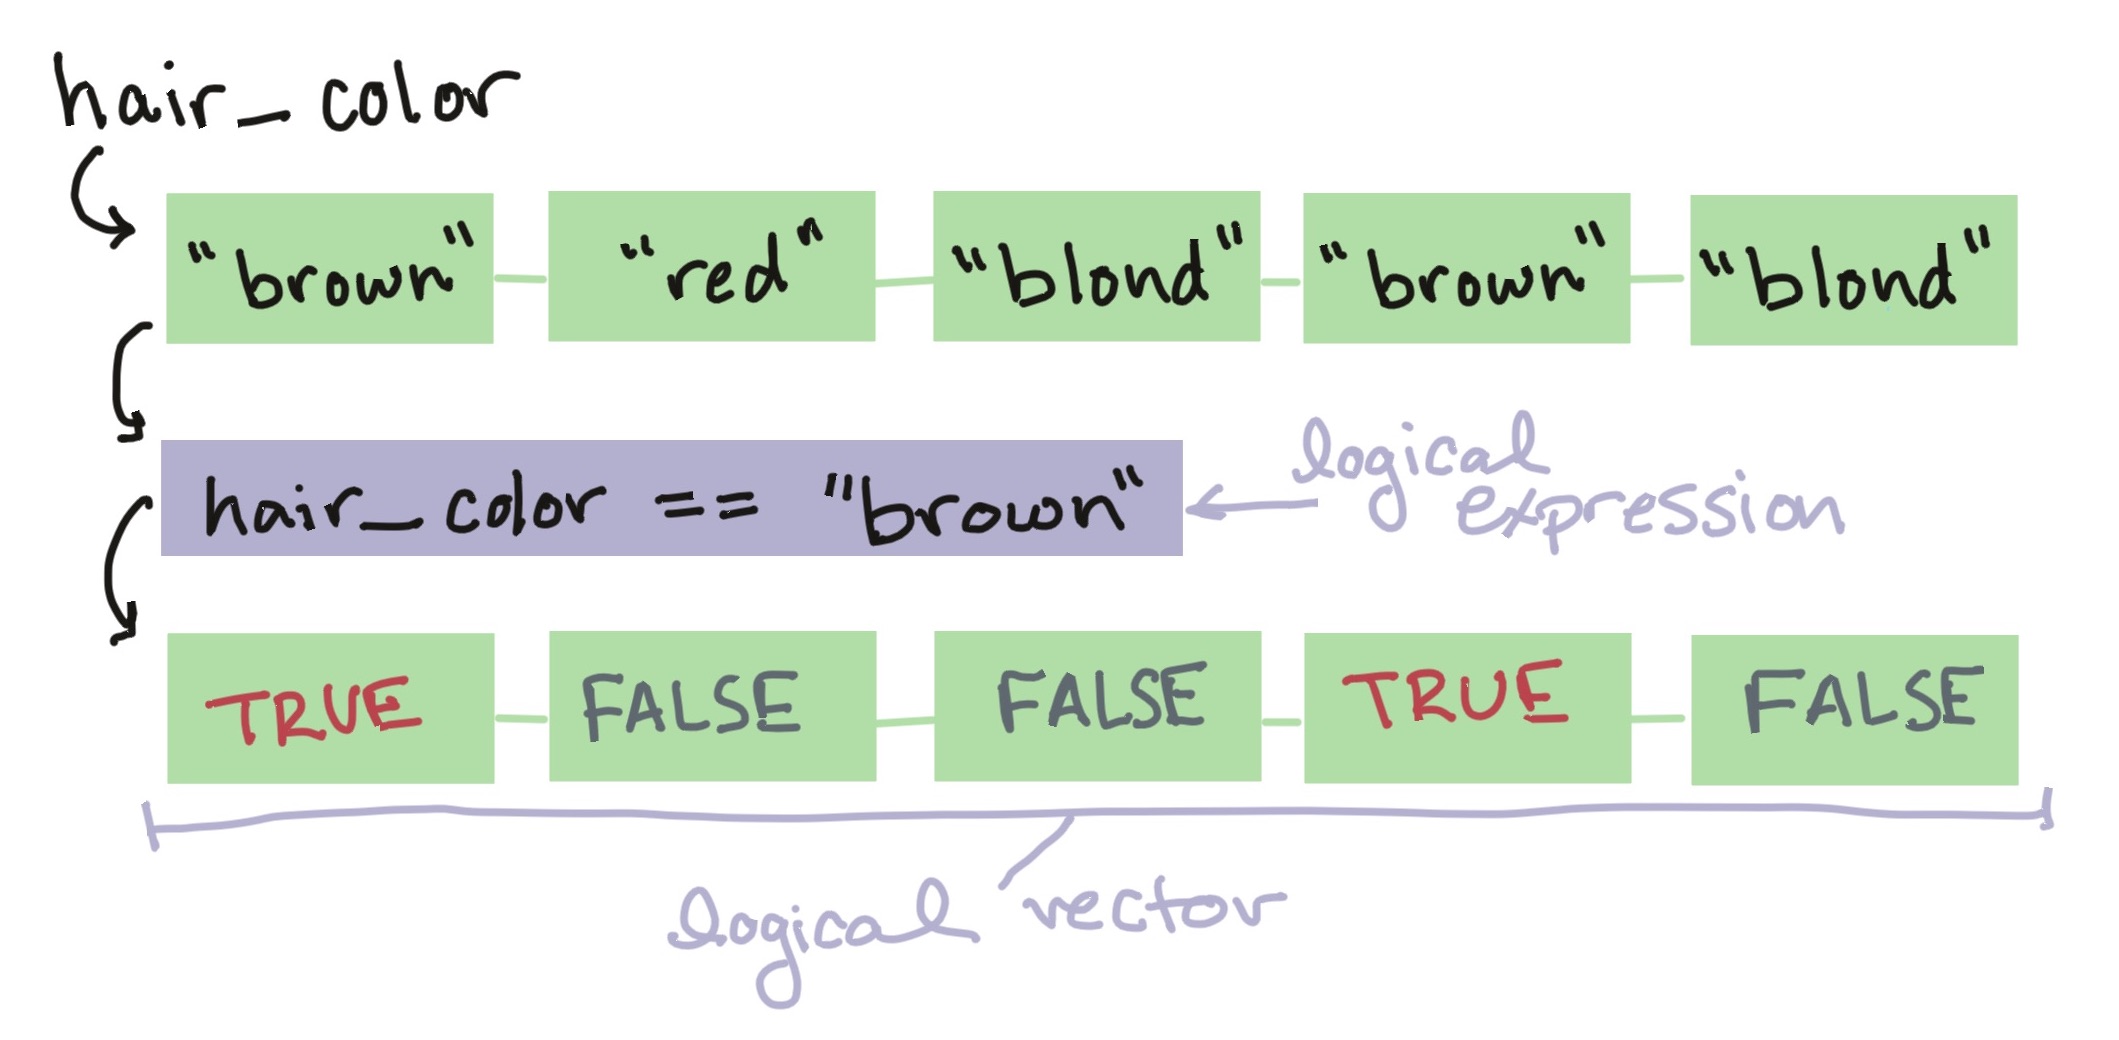 hair_color
"brown" "red" "blond" "brown" "blond"
hair_color == "brown"
logical
expression
TRUE FALSE FALSE TRUE FALSE
logical vector